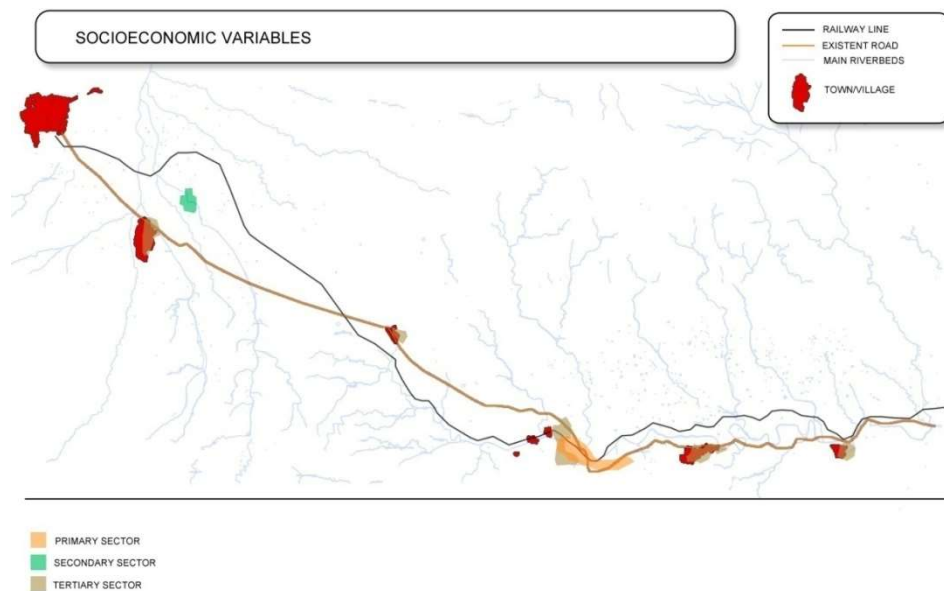 SOCIOECONOMIC VARIABLES
RAILWAY LINE
EXISTENT ROAD
MAIN RIVERBEDS
TOWN/VILLAGE
PRIMARY SECTOR
SECONDARY SECTOR
TERTIARY SECTOR